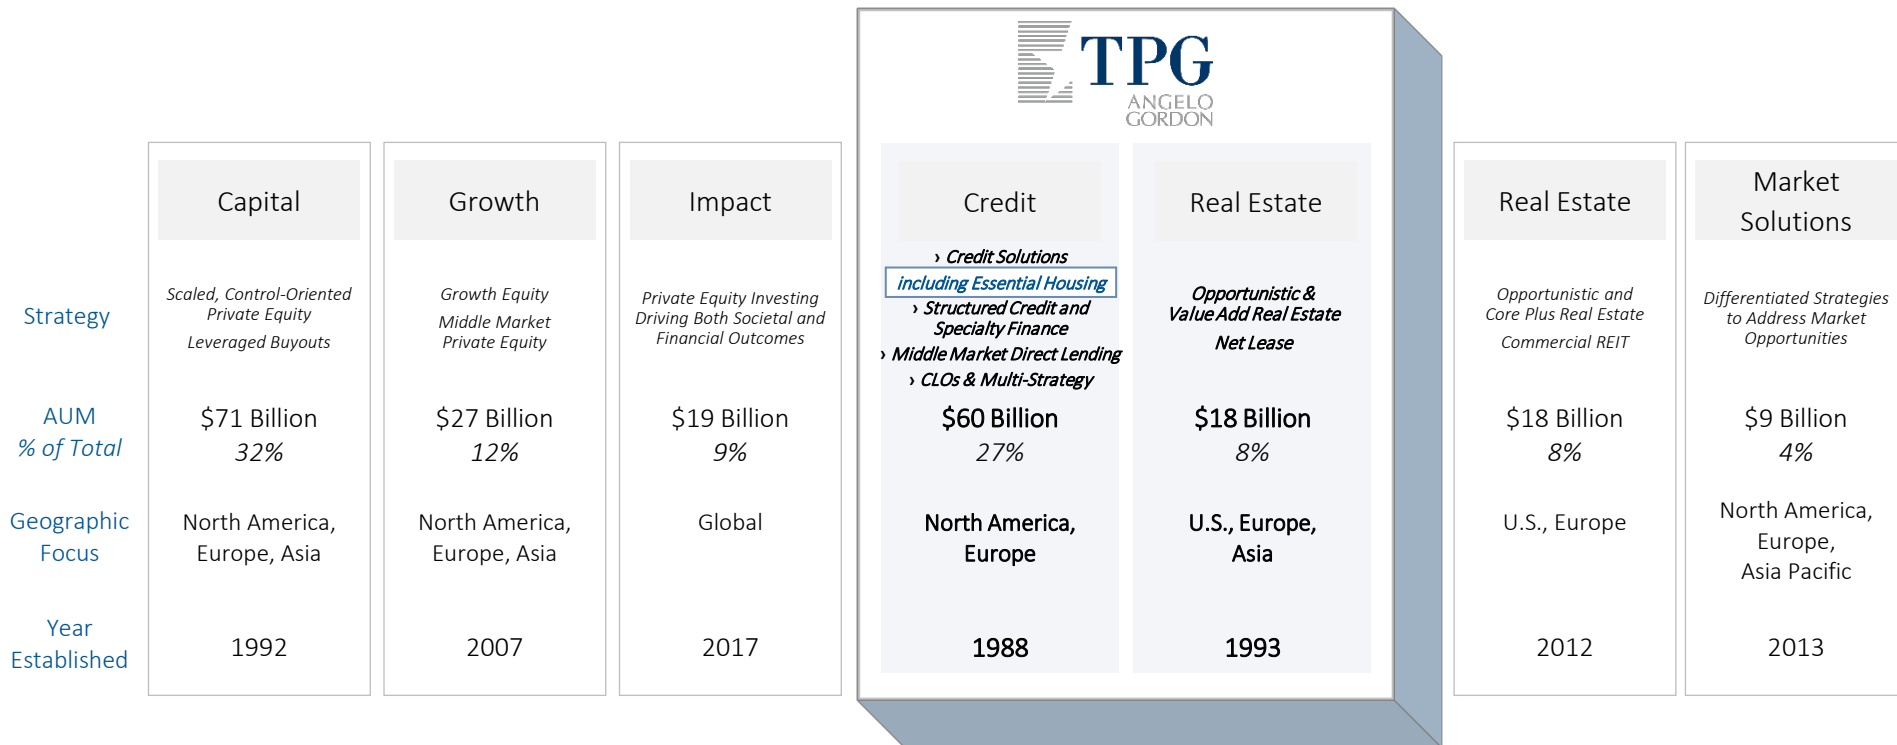 TPG
ANGELO
GORDON
Capital
Growth
Impact
Credit
Real Estate
Real Estate
Market
Solutions
Strategy
Scaled, Control-Oriented
Private Equity
Leveraged Buyouts
Growth Equity
Middle Market
Private Equity
Private Equity Investing
Driving Both Societal and
Financial Outcomes
› Credit Solutions
including Essential Housing
› Structured Credit and
Specialty Finance
› Middle Market Direct Lending
› CLOs & Multi-Strategy
Opportunistic &
Value Add Real Estate
Net Lease
Opportunistic and
Core Plus Real Estate
Commercial REIT
Differentiated Strategies
to Address Market
Opportunities
AUM
% of Total
$71 Billion
32%
$27 Billion
12%
$19 Billion
9%
$60 Billion
27%
$18 Billion
8%
$18 Billion
8%
$9 Billion
4%
Geographic
Focus
North America,
Europe, Asia
North America,
Europe, Asia
Global
North America,
Europe
U.S., Europe,
Asia
U.S., Europe
North America,
Europe,
Asia Pacific
Year
Established
1992
2007
2017
1988
1993
2012
2013